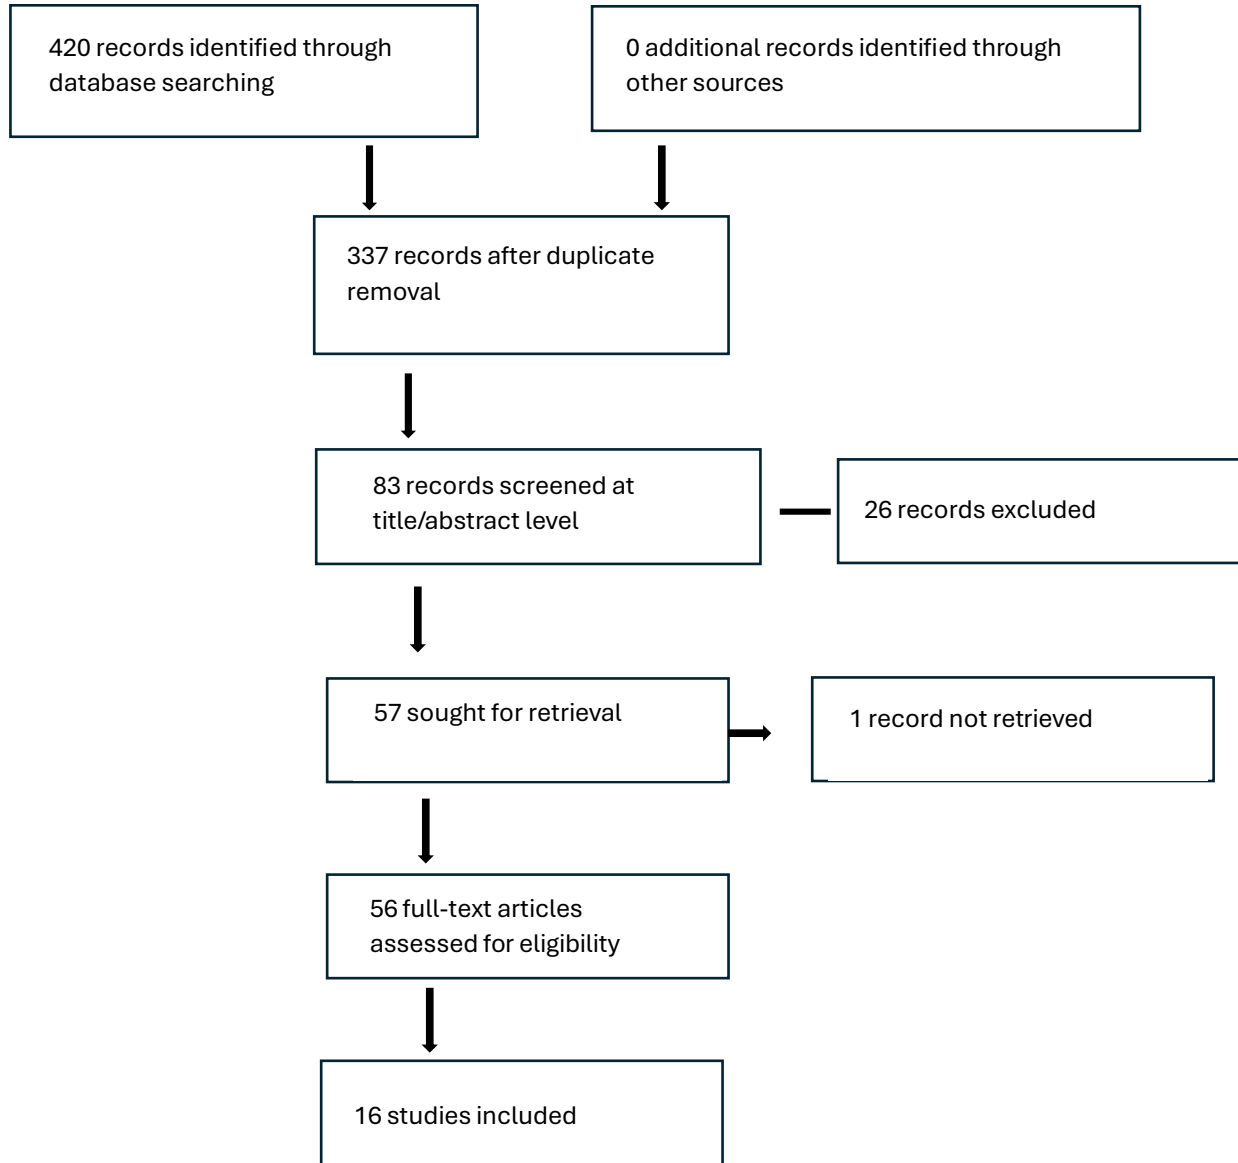 420 records identified through
database searching
0 additional records identified through
other sources
337 records after duplicate
removal
83 records screened at
title/abstract level
26 records excluded
57 sought for retrieval
1 record not retrieved
56 full-text articles
assessed for eligibility
16 studies included